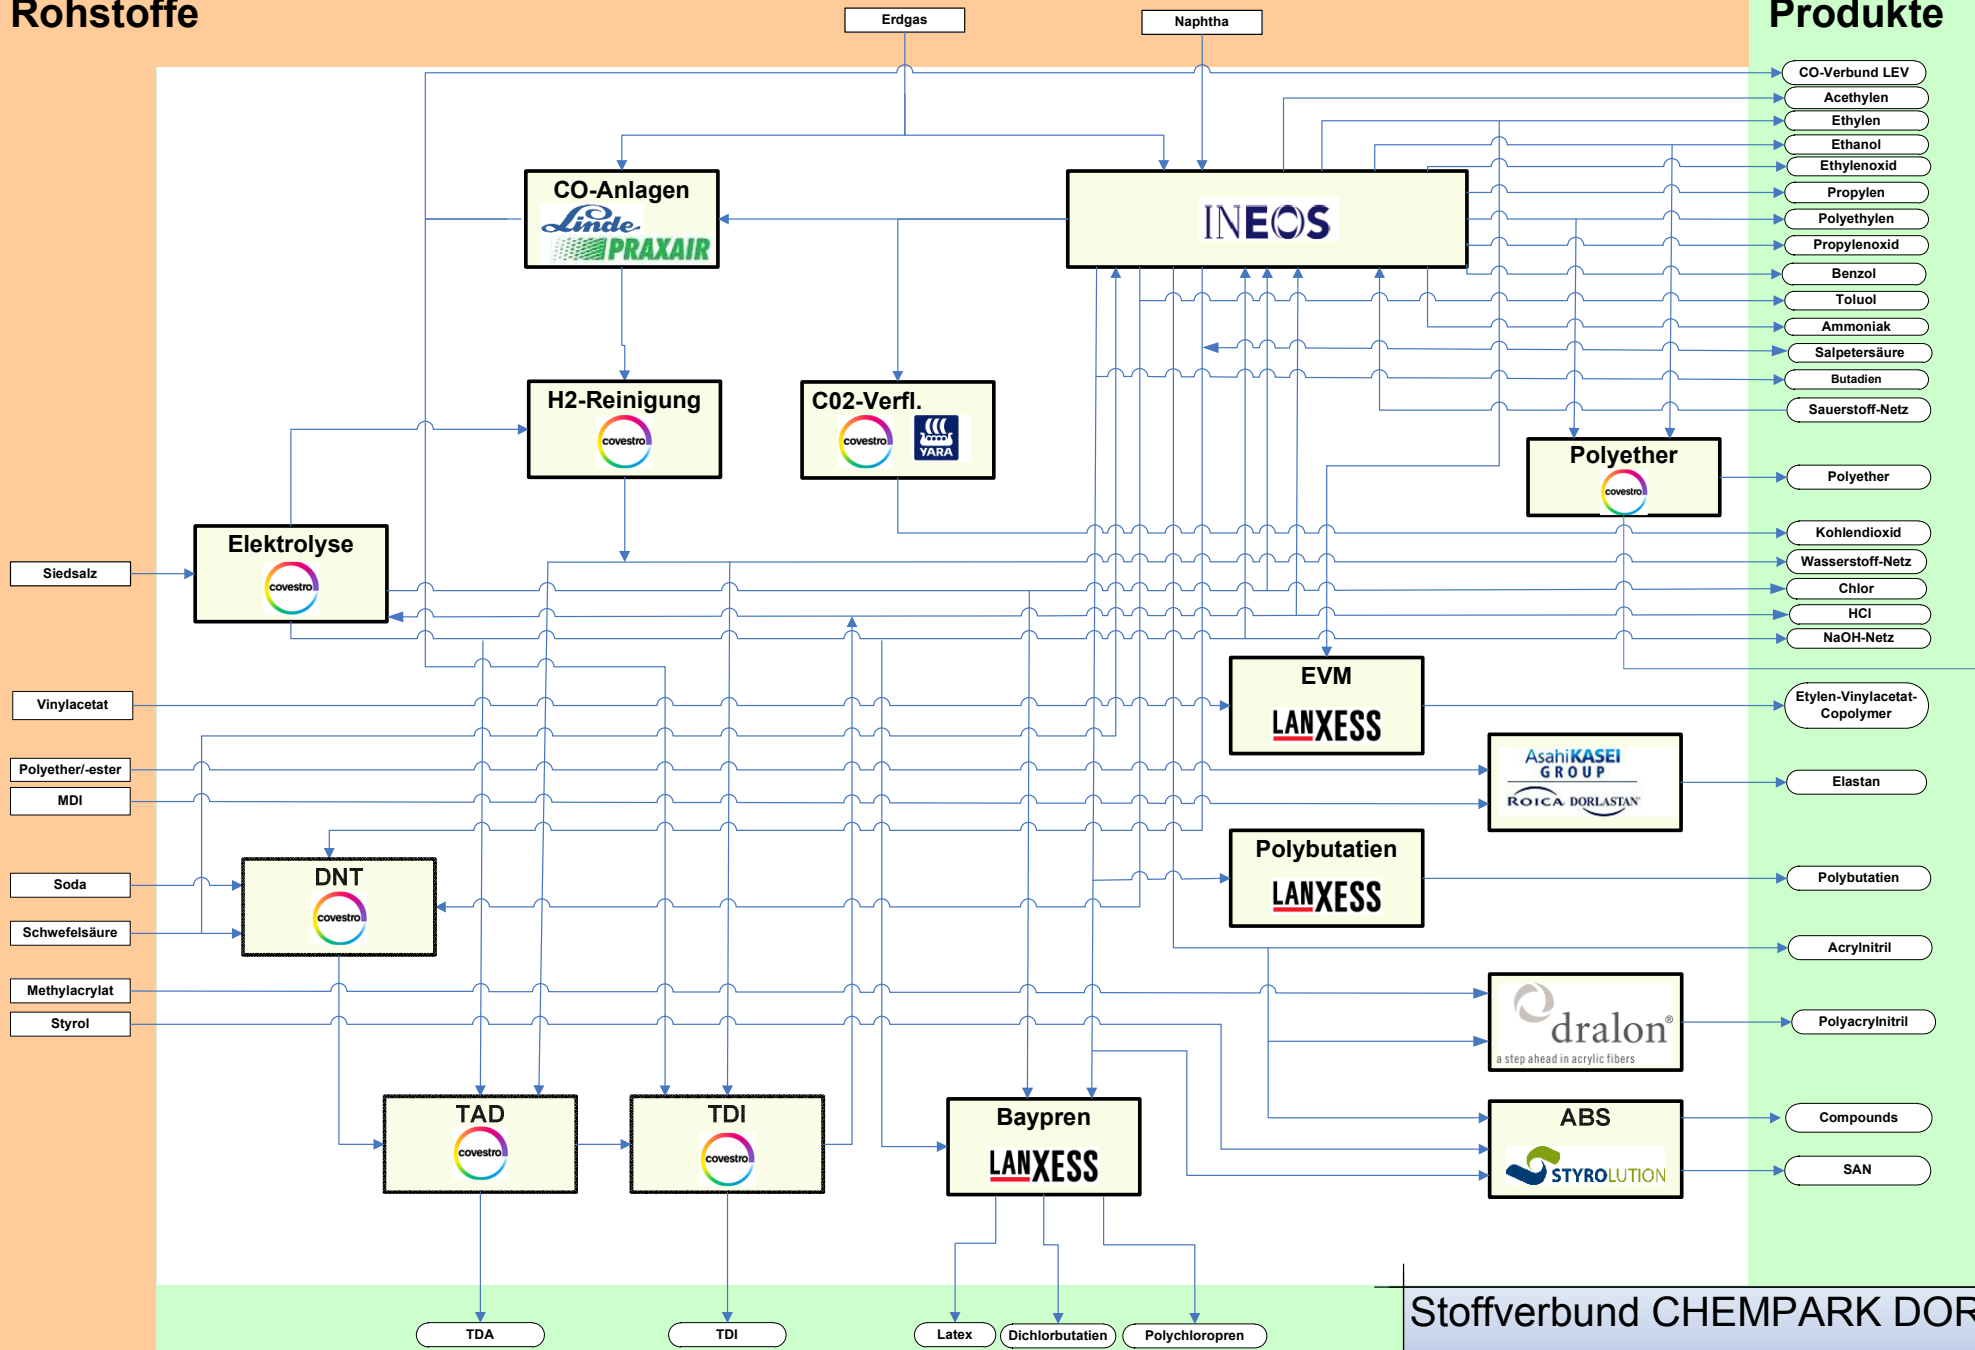 Rohstoffe
Produkte
Erdgas
Naphtha
CO-Verbund LEV
Acethylen
Ethylen
Ethanol
Ethylenoxid
Propylen
Polyethylen
Propylenoxid
Benzol
Toluol
Ammoniak
Salpetersäure
Butadien
Sauerstoff-Netz
CO-Anlagen
Linde
PRAXAIR
INEOS
H2-Reinigung
covestro
C02-Verfl.
covestro
YARA
Polyether
covestro
Polyether
Elektrolyse
covestro
Siedsalz
Kohlendioxid
Wasserstoff-Netz
Chlor
HCl
NaOH-Netz
Vinylacetat
EVM
LANXESS
Etylen-Vinylacetat-
Copolymer
Polyether/-ester
MDI
AsahiKASEI
GROUP
ROICA DORLASTAN
Elastan
Soda
Schwefelsäure
DNT
covestro
Polybutatien
LANXESS
Polybutatien
Acrylnitril
Methylacrylat
Styrol
dralon®
a step ahead in acrylic fibers
Polyacrylnitril
TAD
covestro
TDI
covestro
Baypren
LANXESS
ABS
STYROLUTION
Compounds
SAN
TDA
TDI
Latex
Dichlorbutatien
Polychloropren
Stoffverbund CHEMPARK DOR